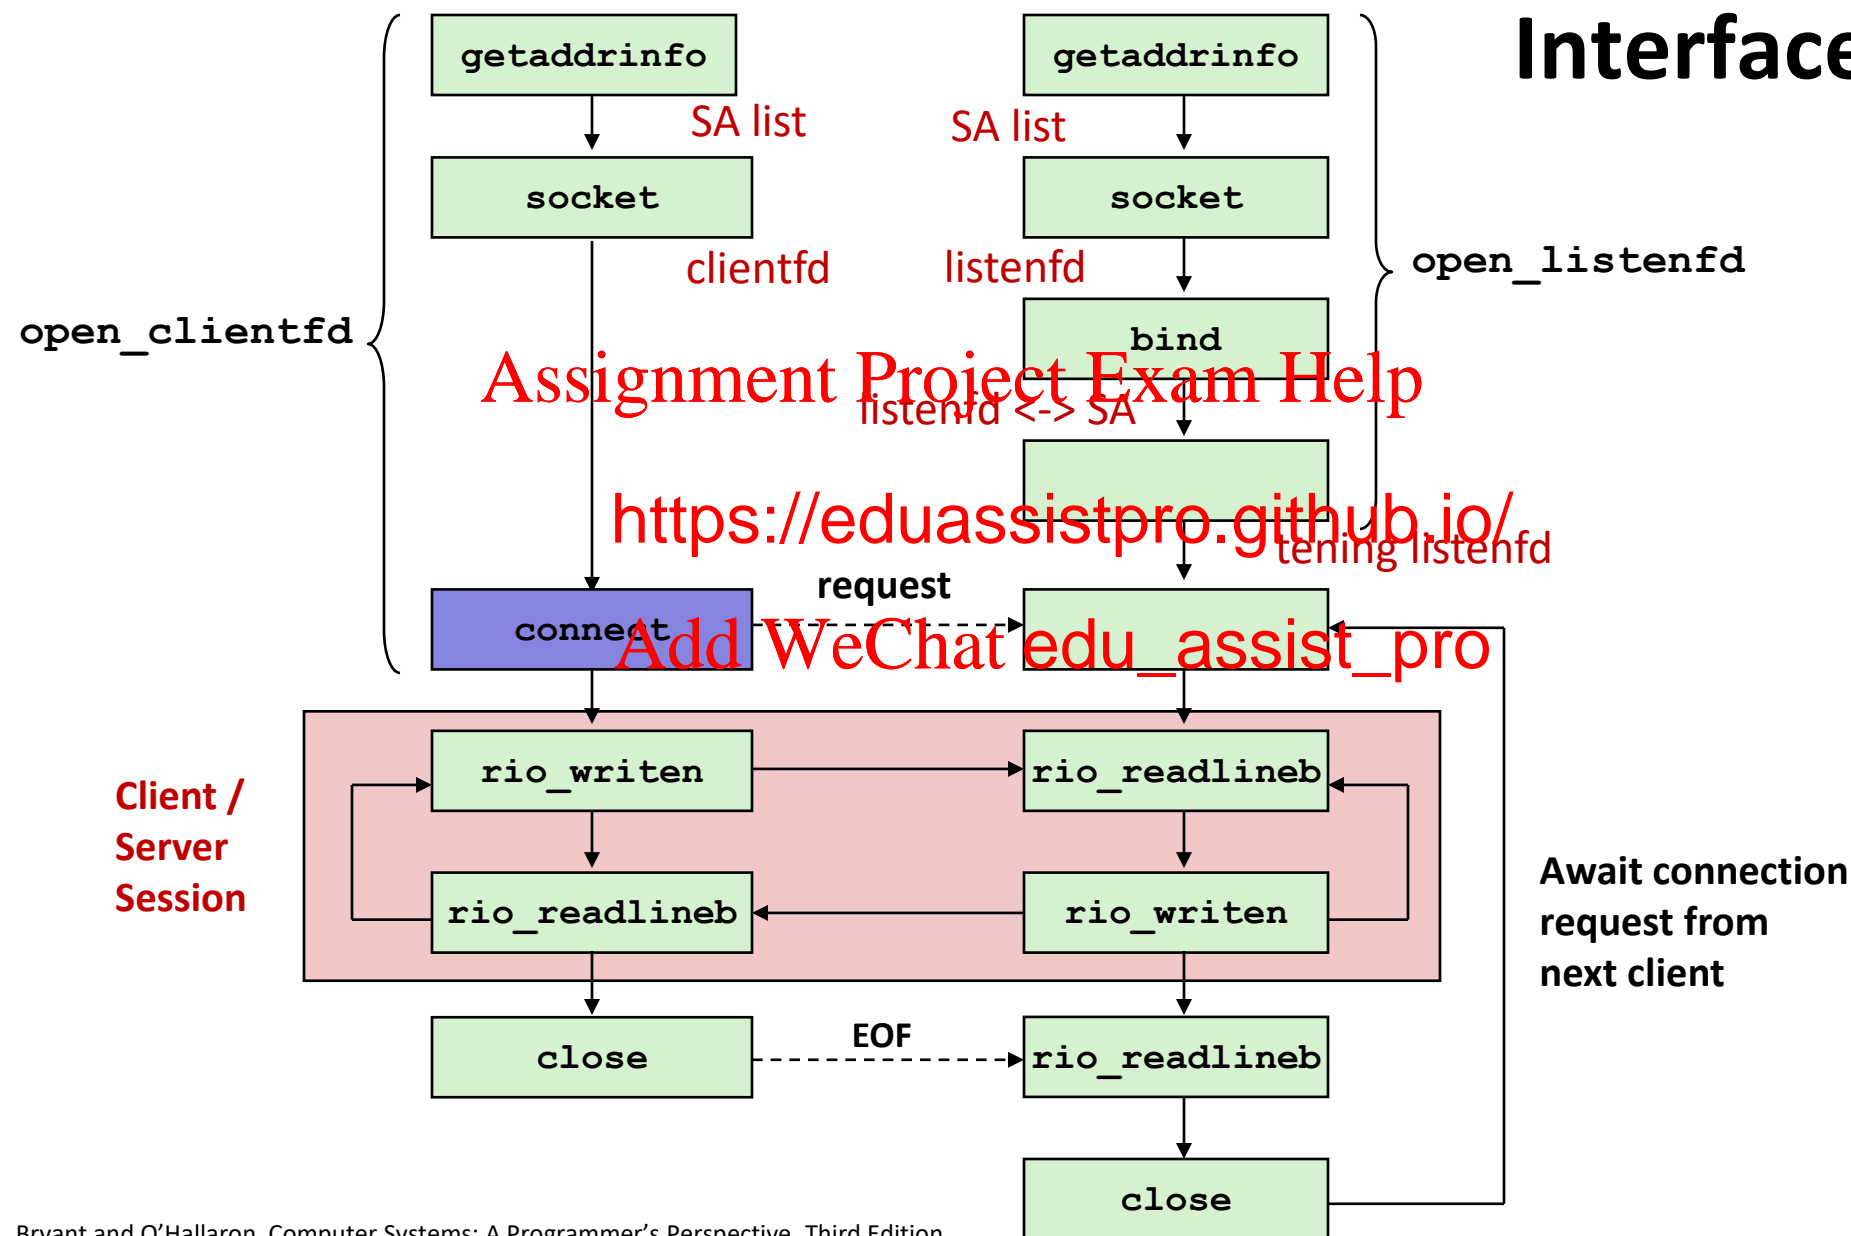 Interface
getaddrinfo
getaddrinfo
SA list
SA list
socket
socket
clientfd
listenfd
open_listenfd
open_clientfd
bind
Assignment Project Exam Help
listenfd <-> SA
https://eduassistpro.github.io/
tening listenfd
request
connect
Add WeChat edu_assist_pro
rio_writen
rio_readlineb
Client /
Server
Session
rio_readlineb
rio_writen
Await connection
request from
next client
close
EOF
rio_readlineb
close
Bryant and O'Hallaron, Computer Systems: A Programmer's Perspective, Third Edition